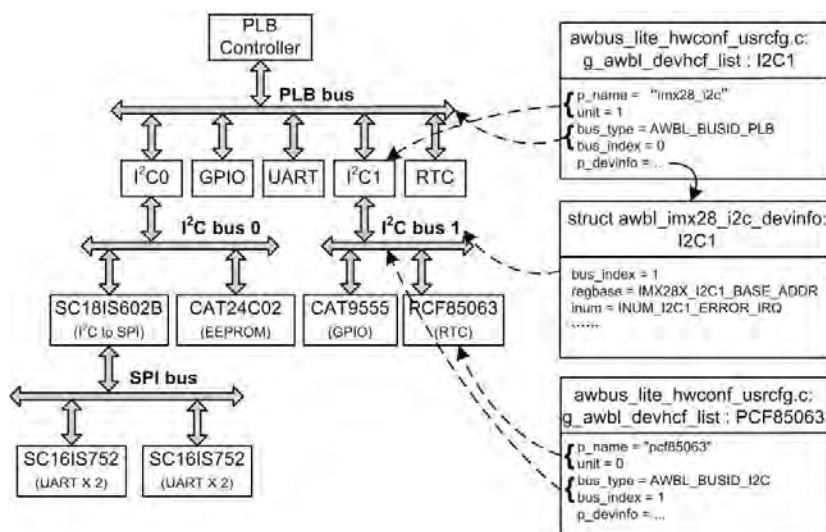 PLB
Controller
PLB bus
I²C0
GPIO
UART
I²C1
RTC
I²C bus 0
I²C bus 1
SC18IS602B
(I²C to SPI)
CAT24C02
(EEPROM)
CAT9555
(GPIO)
PCF85063
(RTC)
SPI bus
SC16IS752
(UART X 2)
SC16IS752
(UART X 2)
awbus_lite_hwconf_usrcfg.c:
g_awbl_devhcf_list : I2C1
p_name = "imx28_i2c"
unit = 1
bus_type = AWBL_BUSID_PLB
bus_index = 0
p_devinfo = ...
struct awbl_imx28_i2c_devinfo:
I2C1
bus_index = 1
regbase = IMX28X_I2C1_BASE_ADDR
inum = INUM_I2C1_ERROR_IRQ
......
awbus_lite_hwconf_usrcfg.c:
g_awbl_devhcf_list : PCF85063
p_name = "pcf85063"
unit = 0
bus_type = AWBL_BUSID_I2C
bus_index = 1
p_devinfo = ...